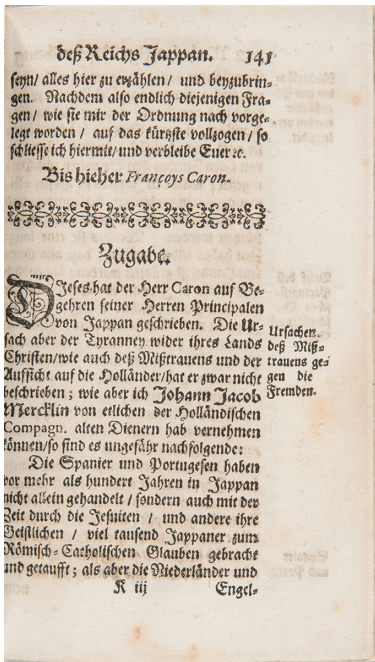 deß Reichs Jappan. 141
seyn/ alles hier zu erzählen/ und beyzubrin-
gen. Nachdem also endlich diejenigen Fra-
gen/ wie sie mir der Ordnung nach vorge-
legt worden/ auf das kürtzste vollzogen/ so
schliesse ich hiermit/ und verbleibe Euer ꝛc.
Bis hieher Françoys Caron.
Zugabe.
DIeses hat der Herr Caron auf Be-
gehren seiner Herren Principalen
von Jappan geschrieben. Die Ur-
sach aber der Tyranney wider ihres Lands
Christen/ wie auch deß Mißtrauens und der
Aufsicht auf die Holländer/ hat er zwar nicht
beschrieben; wie aber ich Johann Jacob
Mercklin von etlichen der Holländischen
Compagn. alten Dienern hab vernehmen
können/ so sind es ungefähr nachfolgende:
Die Spanier und Portugesen haben
vor mehr als hundert Jahren in Jappan
nicht allein gehandelt/ sondern auch mit der
Zeit durch die Jesuiten/ und andere ihre
Geistlichen/ viel tausend Jappaner zum
Römisch-Catholischen Glauben gebracht
und getaufft; als aber die Niederländer und
K iij Engel-
Ursachen
deß Miß-
trauens ge-
gen die
Fremden.